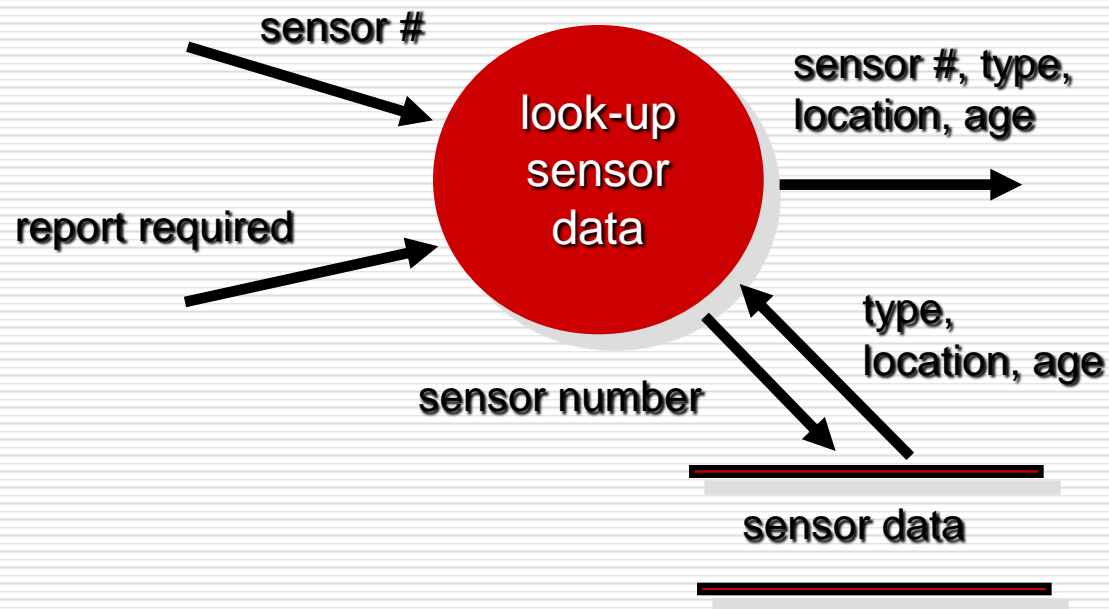 sensor #
look-up
sensor
data
sensor #, type,
location, age
report required
type,
location, age
sensor number
sensor data